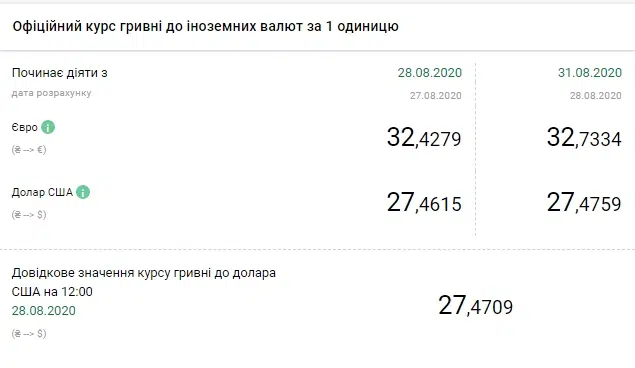 Офіційний курс гривні до іноземних валют за 1 одиницю
Починає діяти з 28.08.2020 31.08.2020
дата розрахунку 27.08.2020 28.08.2020
Євро i 32,4279 32,7334
(₴ --> €)
Долар США i 27,4615 27,4759
(₴ --> $)
Довідкове значення курсу гривні до долара
США на 12:00
28.08.2020 27,4709
(₴ --> $)